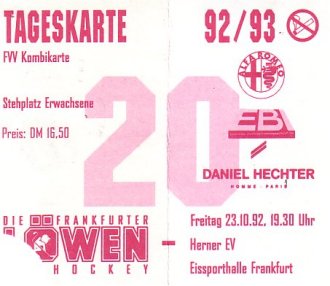 TAGESKARTE
92/93
FVV Kombikarte
ALFA ROMEO
Stehplatz Erwachsene
20
EB
Preis: DM 16,50
DANIEL HECHTER
HOMME - PARIS
DIE FRANKFURTER
LÖWEN
HOCKEY
-
Freitag 23.10.92, 19.30 Uhr
Herner EV
Eissporthalle Frankfurt